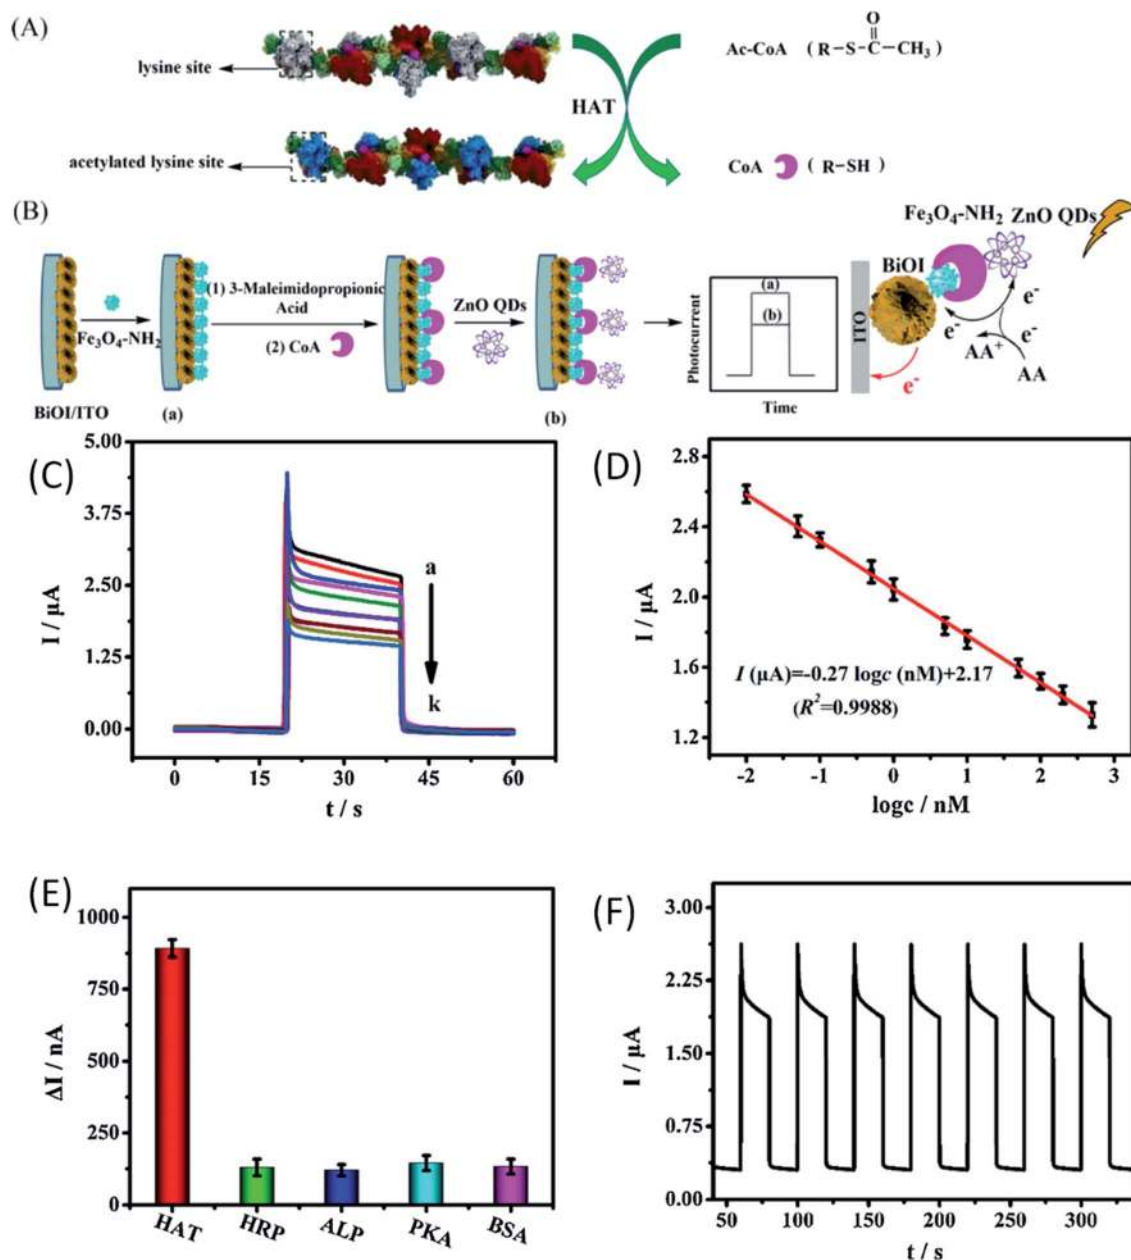 (A)
lysine site
acetylated lysine site
HAT
O
Ac-CoA ( R–S–C–CH₃)
CoA ( R–SH )
(B)
Fe₃O₄-NH₂
BiOI/ITO
(a)
(1) 3-Maleimidopropionic
Acid
(2) CoA
ZnO QDs
(b)
Photocurrent
(a)
(b)
Time
Fe₃O₄-NH₂ ZnO QDs
BiOI
ITO
e⁻
e⁻
e⁻
e⁻
AA⁺
AA
(C)
I / μA
5.00
3.75
2.50
1.25
0.00
a
k
0 15 30 45 60
t / s
(D)
I / μA
2.8
2.4
2.0
1.6
1.2
I (μA)=-0.27 logc (nM)+2.17
(R²=0.9988)
-2 -1 0 1 2 3
logc / nM
(E)
ΔI / nA
1000
750
500
250
0
HAT HRP ALP PKA BSA
(F)
I / μA
3.00
2.25
1.50
0.75
0.00
50 100 150 200 250 300
t / s